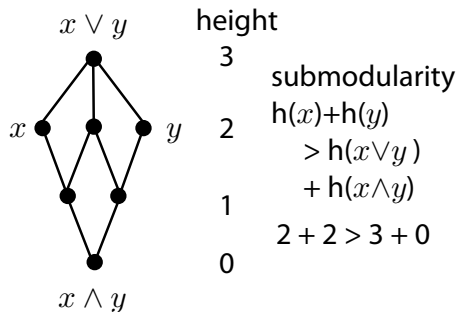 x ∨ y
height
3
submodularity
h(x)+h(y)
x
y
2
> h(x∨y)
+ h(x∧y)
1
2 + 2 > 3 + 0
0
x ∧ y